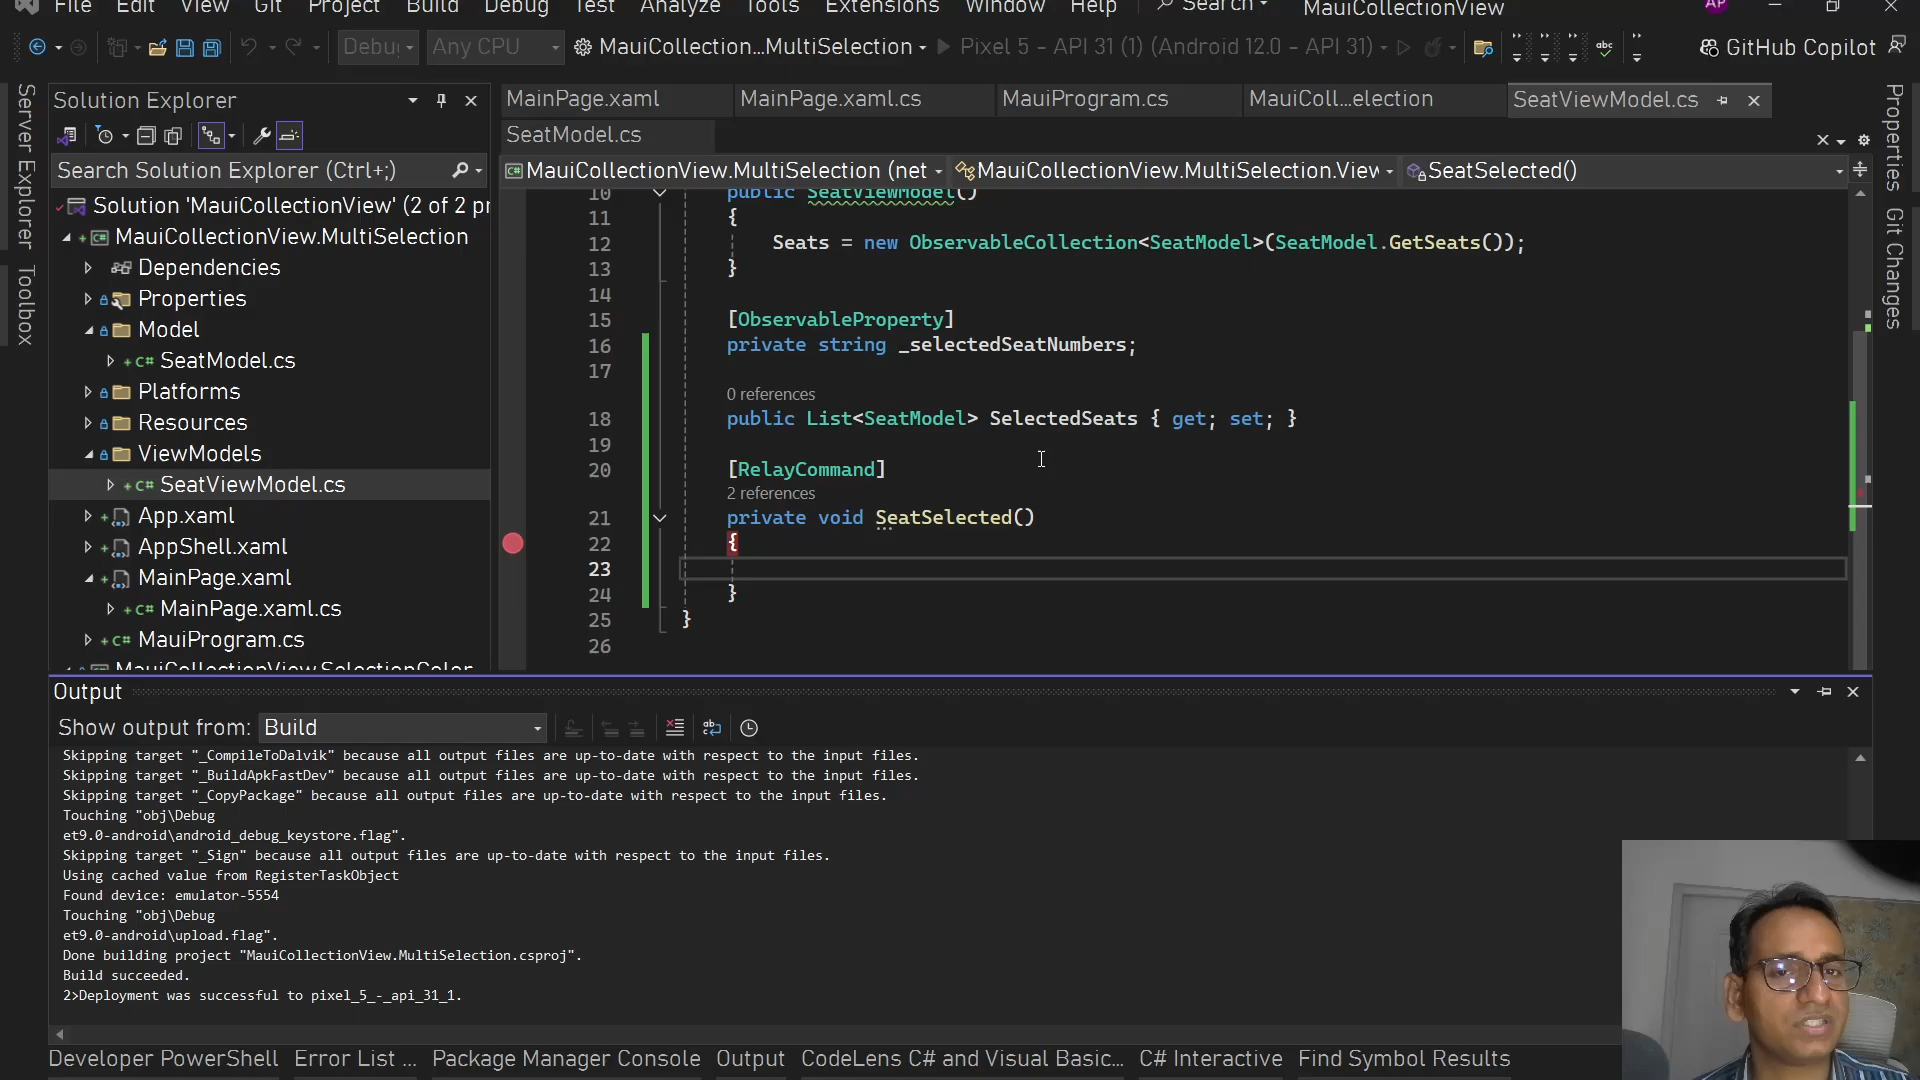 File Edit View Git Project Build Debug Test Analyze Tools Extensions Window Help Search MauiCollectionView AP
Debug Any CPU MauiCollection...MultiSelection Pixel 5 - API 31 (1) (Android 12.0 - API 31) GitHub Copilot
Server Explorer
Toolbox
Solution Explorer
Search Solution Explorer (Ctrl+;)
Solution 'MauiCollectionView' (2 of 2 pr
MauiCollectionView.MultiSelection
Dependencies
Properties
Model
C# SeatModel.cs
Platforms
Resources
ViewModels
C# SeatViewModel.cs
App.xaml
AppShell.xaml
MainPage.xaml
C# MainPage.xaml.cs
C# MauiProgram.cs
MauiCollectionView.SelectionColor
MainPage.xaml MainPage.xaml.cs MauiProgram.cs MauiColl...election SeatViewModel.cs
SeatModel.cs
MauiCollectionView.MultiSelection (net MauiCollectionView.MultiSelection.View SeatSelected()
10 public SeatViewModel()
11 {
12 Seats = new ObservableCollection<SeatModel>(SeatModel.GetSeats());
13 }
14
15 [ObservableProperty]
16 private string _selectedSeatNumbers;
17
0 references
18 public List<SeatModel> SelectedSeats { get; set; }
19
20 [RelayCommand]
2 references
21 private void SeatSelected()
22 {
23
24 }
25 }
26
Properties
Git Changes
Output
Show output from: Build
Skipping target "_CompileToDalvik" because all output files are up-to-date with respect to the input files.
Skipping target "_BuildApkFastDev" because all output files are up-to-date with respect to the input files.
Skipping target "_CopyPackage" because all output files are up-to-date with respect to the input files.
Touching "obj\Debug
et9.0-android\android_debug_keystore.flag".
Skipping target "_Sign" because all output files are up-to-date with respect to the input files.
Using cached value from RegisterTaskObject
Found device: emulator-5554
Touching "obj\Debug
et9.0-android\upload.flag".
Done building project "MauiCollectionView.MultiSelection.csproj".
Build succeeded.
2>Deployment was successful to pixel_5_-_api_31_1.
Developer PowerShell Error List ... Package Manager Console Output CodeLens C# and Visual Basic... C# Interactive Find Symbol Results